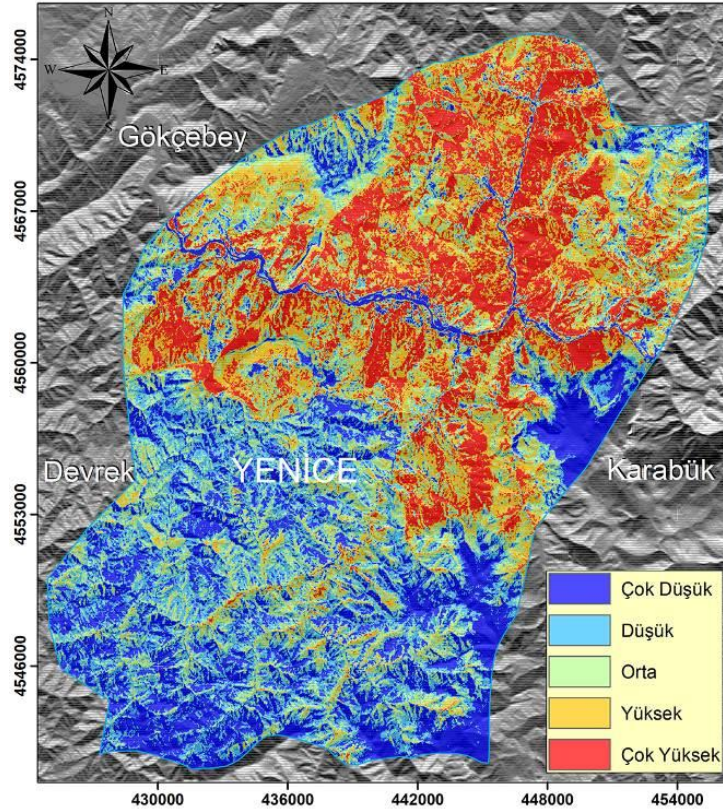 N
W
E
S
Gökçebey
Devrek
YENİCE
Karabük
4574000
4567000
4560000
4553000
4546000
Çok Düşük
Düşük
Orta
Yüksek
Çok Yüksek
430000
436000
442000
448000
454000